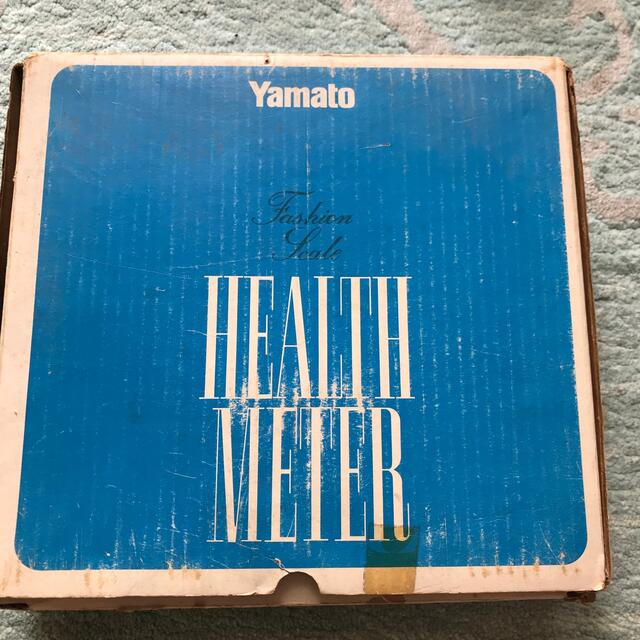 Yamato
Fashion
Scale
HEALTH
METER